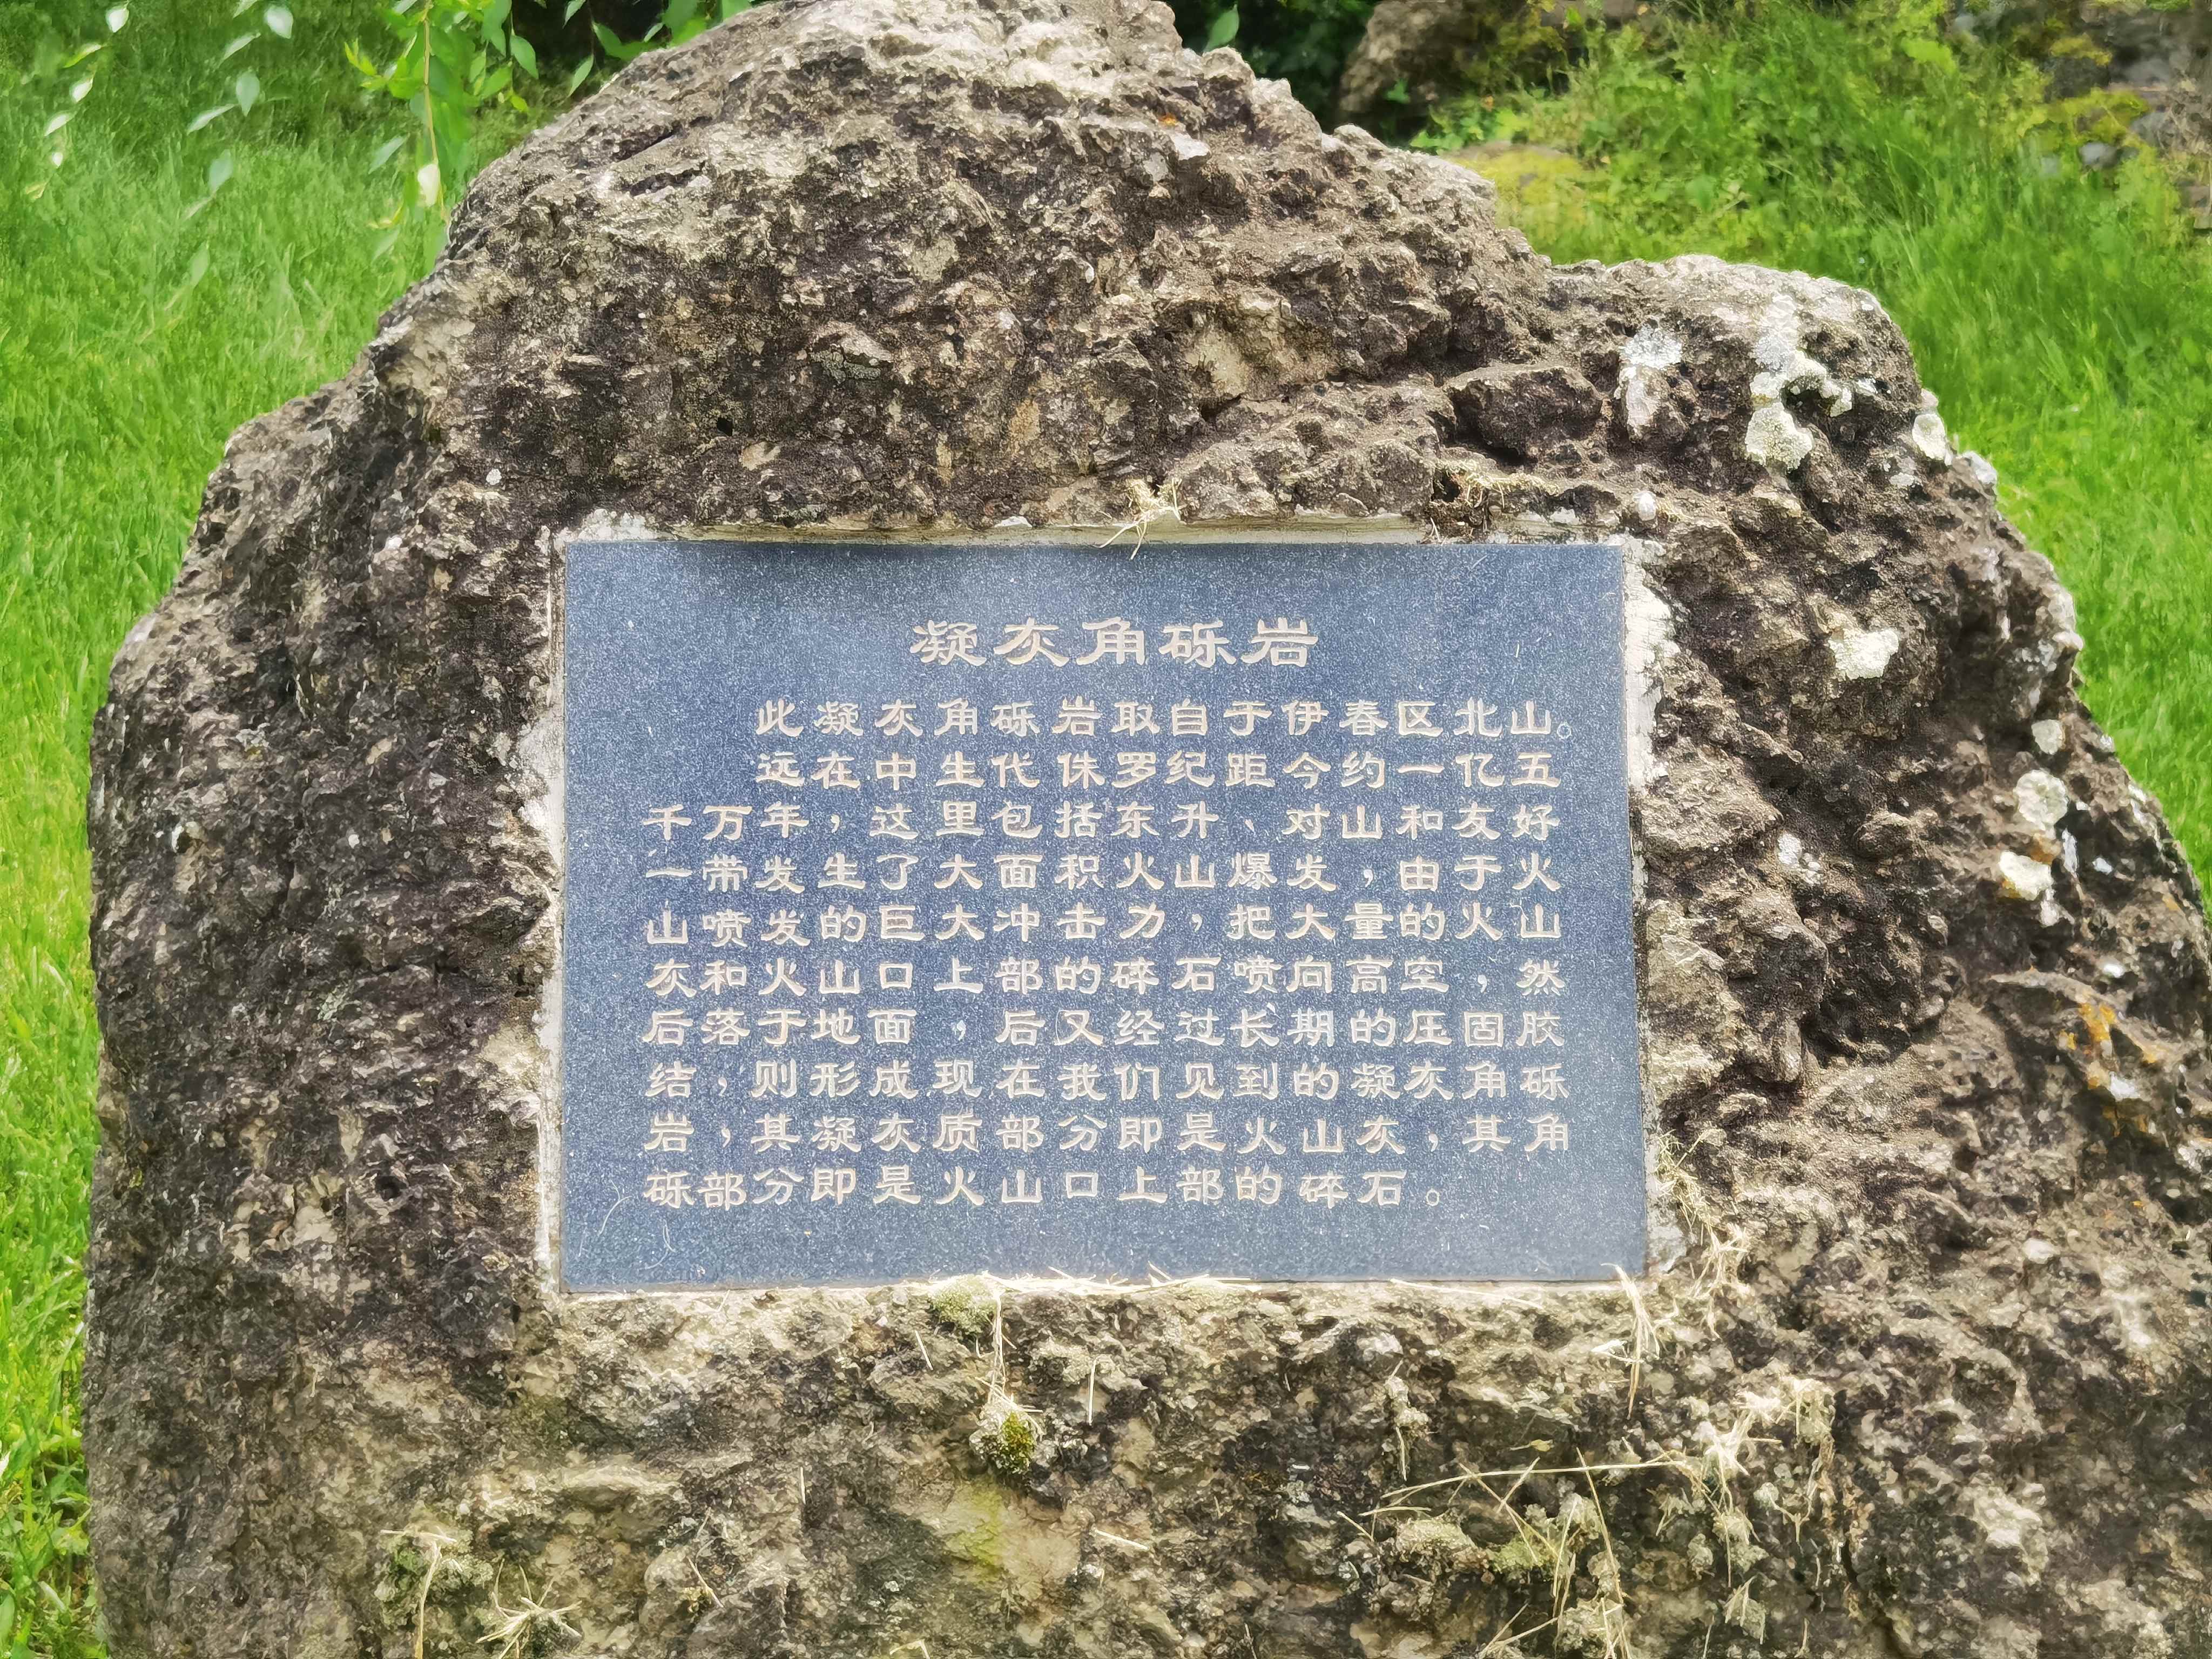 凝灰角砾岩
此凝灰角砾岩取自于伊春区北山。
远在中生代侏罗纪距今约一亿五
千万年，这里包括东升、对山和友好
一带发生了大面积火山爆发，由于火
山喷发的巨大冲击力，把大量的火山
灰和火山口上部的碎石喷向高空，然
后落于地面，后又经过长期的压固胶
结，则形成现在我们见到的凝灰角砾
岩，其凝灰质部分即是火山灰，其角
砾部分即是火山口上部的碎石。